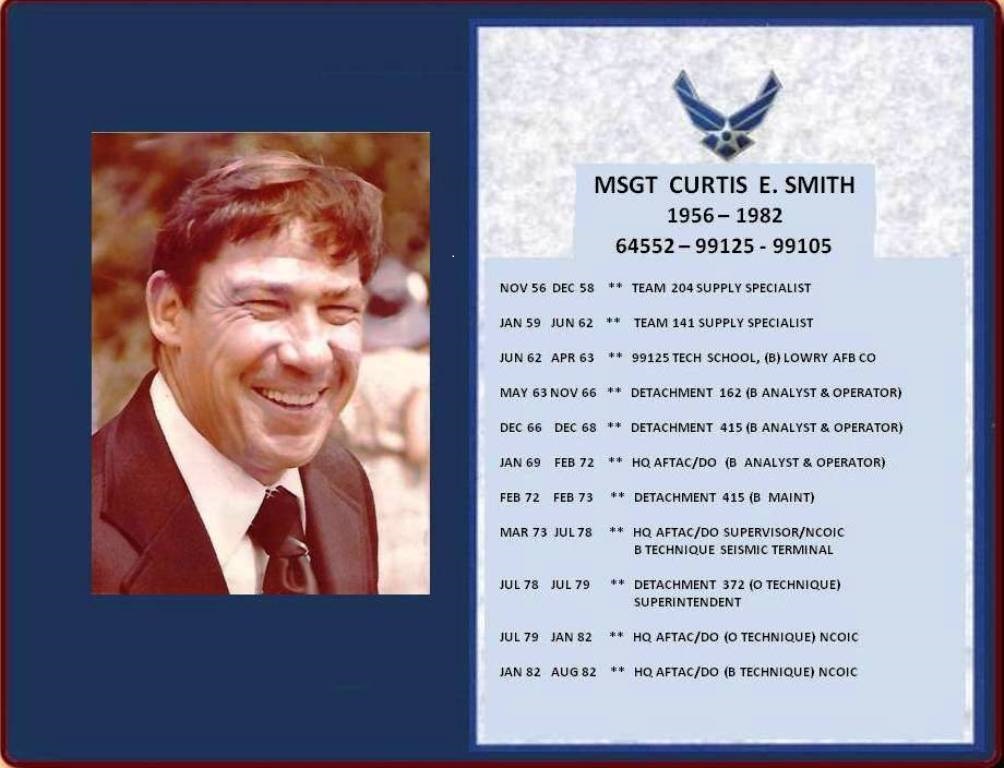 MSGT CURTIS E. SMITH
1956 – 1982
64552 – 99125 - 99105
NOV 56 DEC 58 ** TEAM 204 SUPPLY SPECIALIST
JAN 59 JUN 62 ** TEAM 141 SUPPLY SPECIALIST
JUN 62 APR 63 ** 99125 TECH SCHOOL, (B) LOWRY AFB CO
MAY 63 NOV 66 ** DETACHMENT 162 (B ANALYST & OPERATOR)
DEC 66 DEC 68 ** DETACHMENT 415 (B ANALYST & OPERATOR)
JAN 69 FEB 72 ** HQ AFTAC/DO (B ANALYST & OPERATOR)
FEB 72 FEB 73 ** DETACHMENT 415 (B MAINT)
MAR 73 JUL 78 ** HQ AFTAC/DO SUPERVISOR/NCOIC
B TECHNIQUE SEISMIC TERMINAL
JUL 78 JUL 79 ** DETACHMENT 372 (O TECHNIQUE)
SUPERINTENDENT
JUL 79 JAN 82 ** HQ AFTAC/DO (O TECHNIQUE) NCOIC
JAN 82 AUG 82 ** HQ AFTAC/DO (B TECHNIQUE) NCOIC